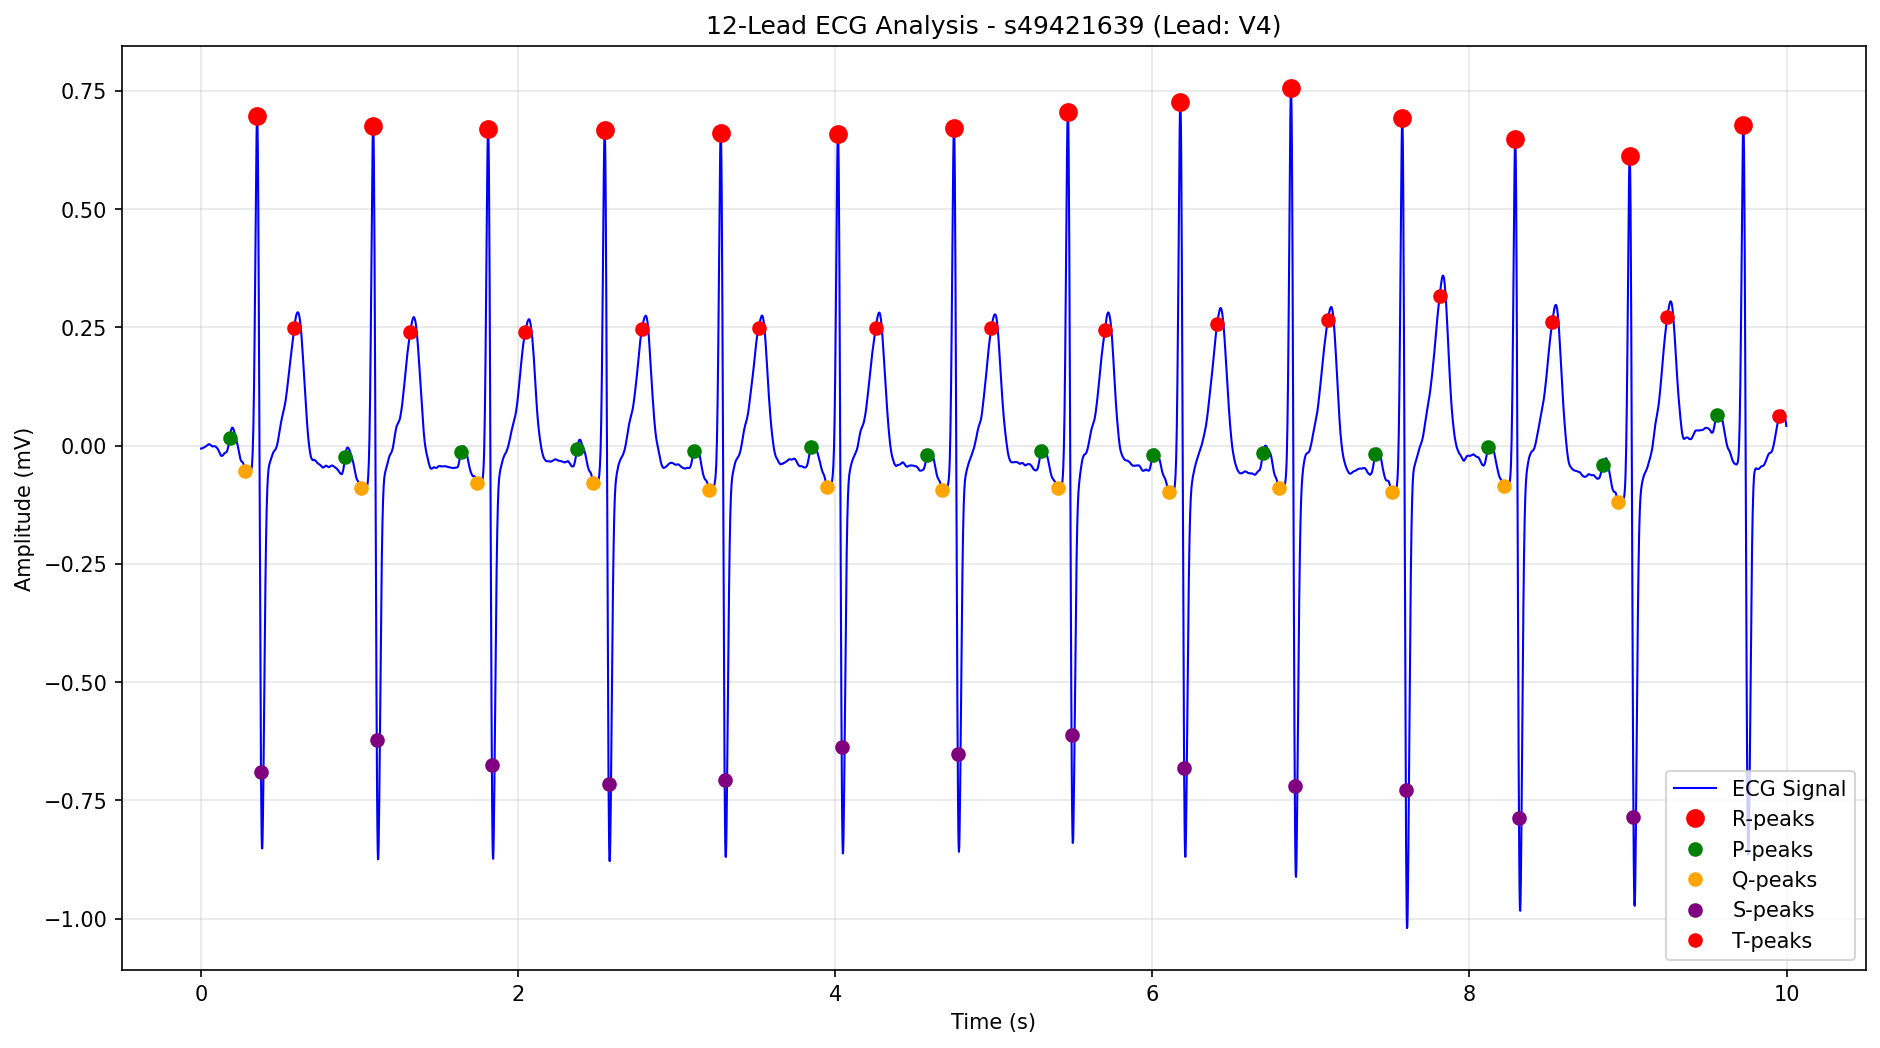 12-Lead ECG Analysis - s49421639 (Lead: V4)
Amplitude (mV)
0.75
0.50
0.25
0.00
−0.25
−0.50
−0.75
−1.00
ECG Signal
R-peaks
P-peaks
Q-peaks
S-peaks
T-peaks
0 2 4 6 8 10
Time (s)